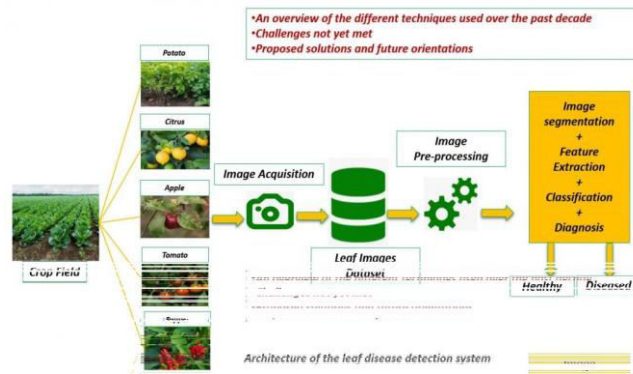 •An overview of the different techniques used over the past decade
•Challenges not yet met
•Proposed solutions and future orientations
Potato
Citrus
Apple
Tomato
Crop Field
Image Acquisition
Leaf Images
Dataset
Image
Pre-processing
Image
segmentation
+
Feature
Extraction
+
Classification
+
Diagnosis
Healthy
Diseased
Architecture of the leaf disease detection system